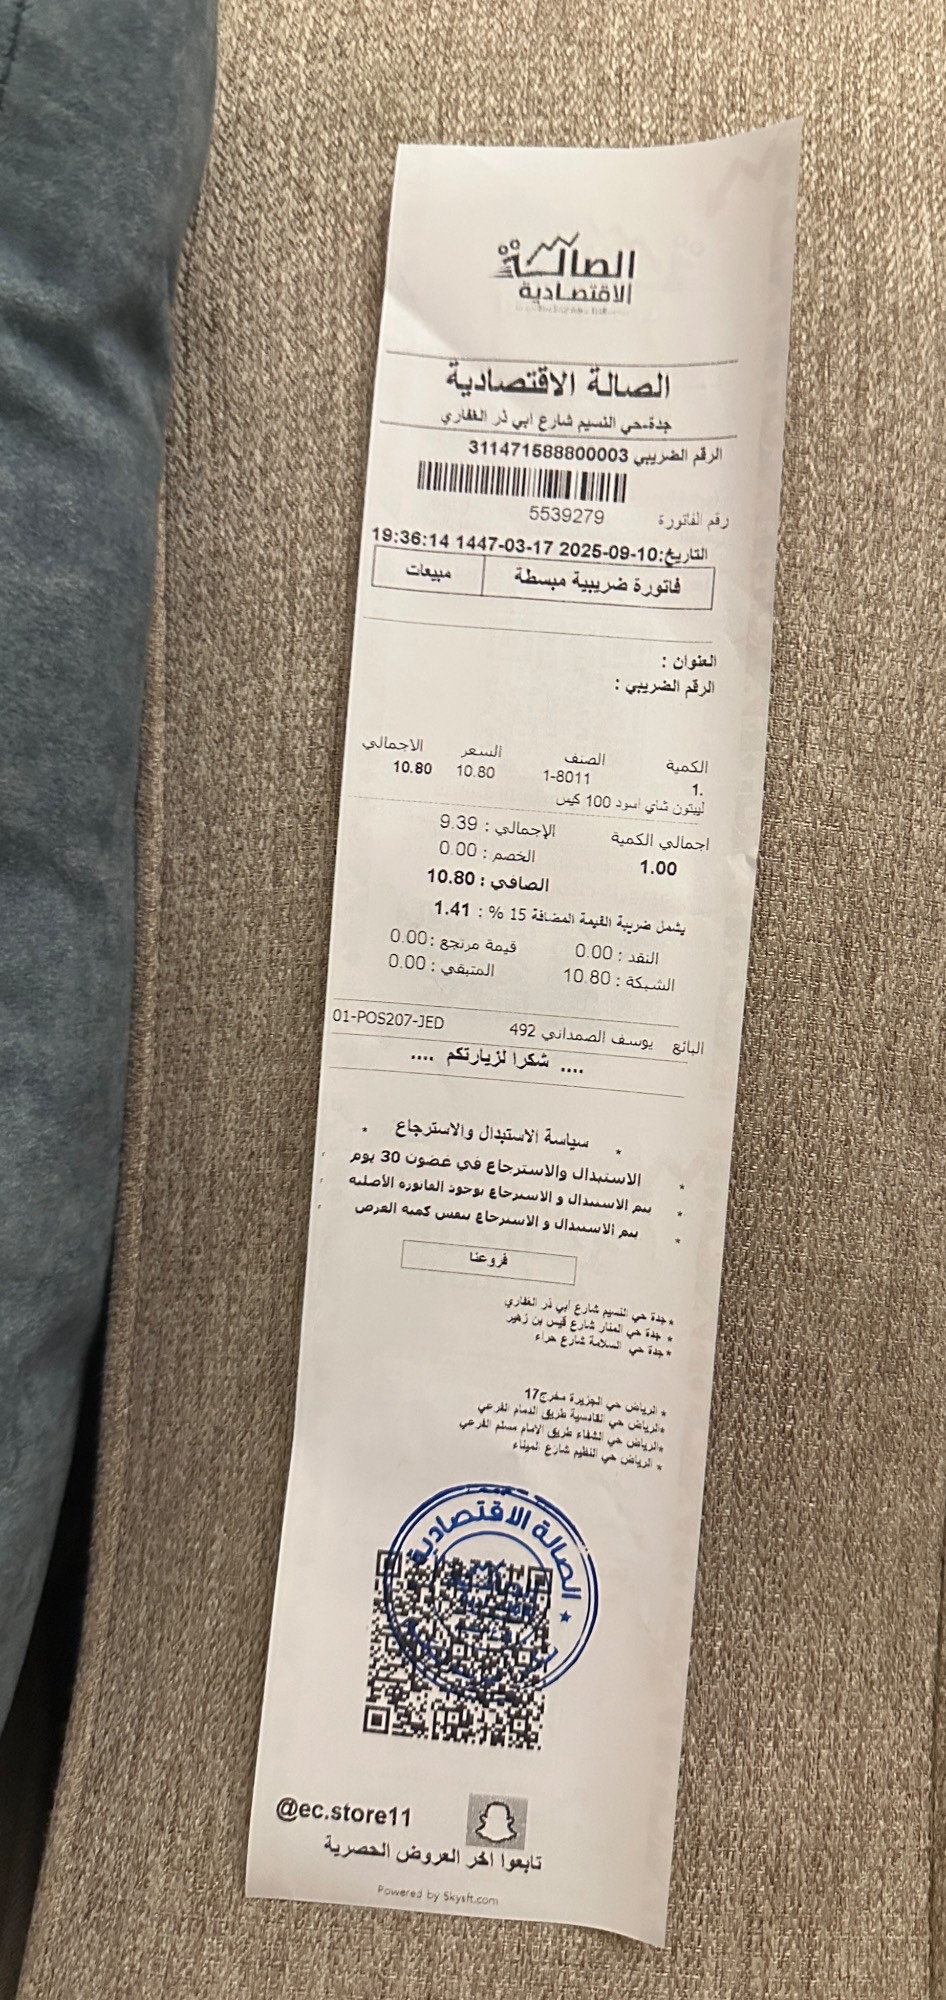 الصالة
الاقتصادية
الصالة الاقتصادية
جدة-حي النسيم شارع ابي ذر الغفاري
الرقم الضريبي 311471588800003
رقم الفاتورة 5539279
التاريخ:10-09-2025 17-03-1447 19:36:14
فاتورة ضريبية مبسطة مبيعات
العنوان :
الرقم الضريبي :
الكمية الصنف السعر الاجمالي
1. 1-8011 10.80 10.80
ليبتون شاي اسود 100 كيس
اجمالي الكمية الإجمالي : 9.39
1.00 الخصم : 0.00
الصافي : 10.80
يشمل ضريبة القيمة المضافة 15 % : 1.41
النقد : 0.00 قيمة مرتجع : 0.00
الشبكة : 10.80 المتبقي : 0.00
البائع يوسف الصمداني 492 01-POS207-JED
.... شكرا لزيارتكم ....
* سياسة الاستبدال والاسترجاع *
* الاستبدال والاسترجاع في غضون 30 يوم
* يتم الاستبدال و الاسترجاع بوجود الفاتورة الأصلية
* يتم الاستبدال و الاسترجاع بنفس كمية العرض
فروعنا
*جدة حي النسيم شارع أبي ذر الغفاري
* جدة حي المنار شارع قيس بن زهير
*جدة حي السلامة شارع حراء
* الرياض حي الجزيرة مخرج17
*الرياض حي القادسية طريق الدمام الفرعي
*الرياض حي الشفاء طريق الامام مسلم الفرعي
* الرياض حي النظيم شارع الميناء
الصالة الاقتصادية
@ec.store11
تابعوا اخر العروض الحصرية
Powered by Skysft.com